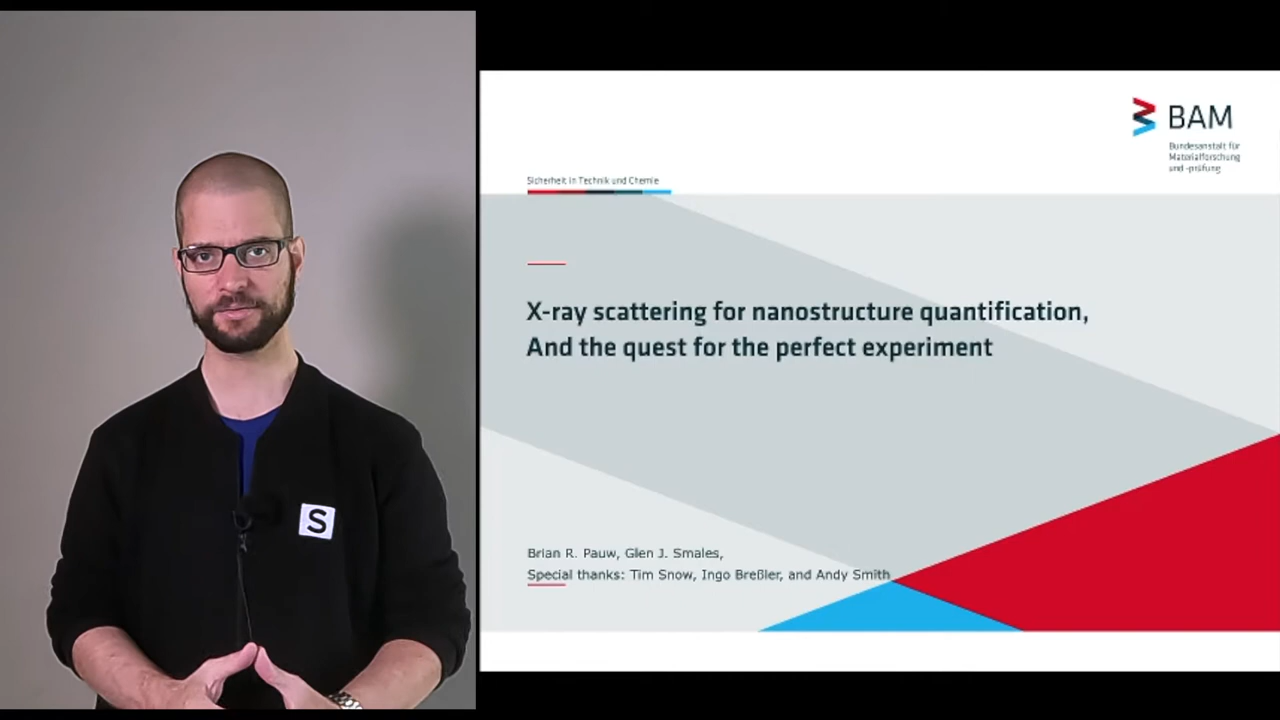 S
BAM
Bundesanstalt für
Materialforschung
und -prüfung
Sicherheit in Technik und Chemie
X-ray scattering for nanostructure quantification,
And the quest for the perfect experiment
Brian R. Pauw, Glen J. Smales,
Special thanks: Tim Snow, Ingo Breßler, and Andy Smith